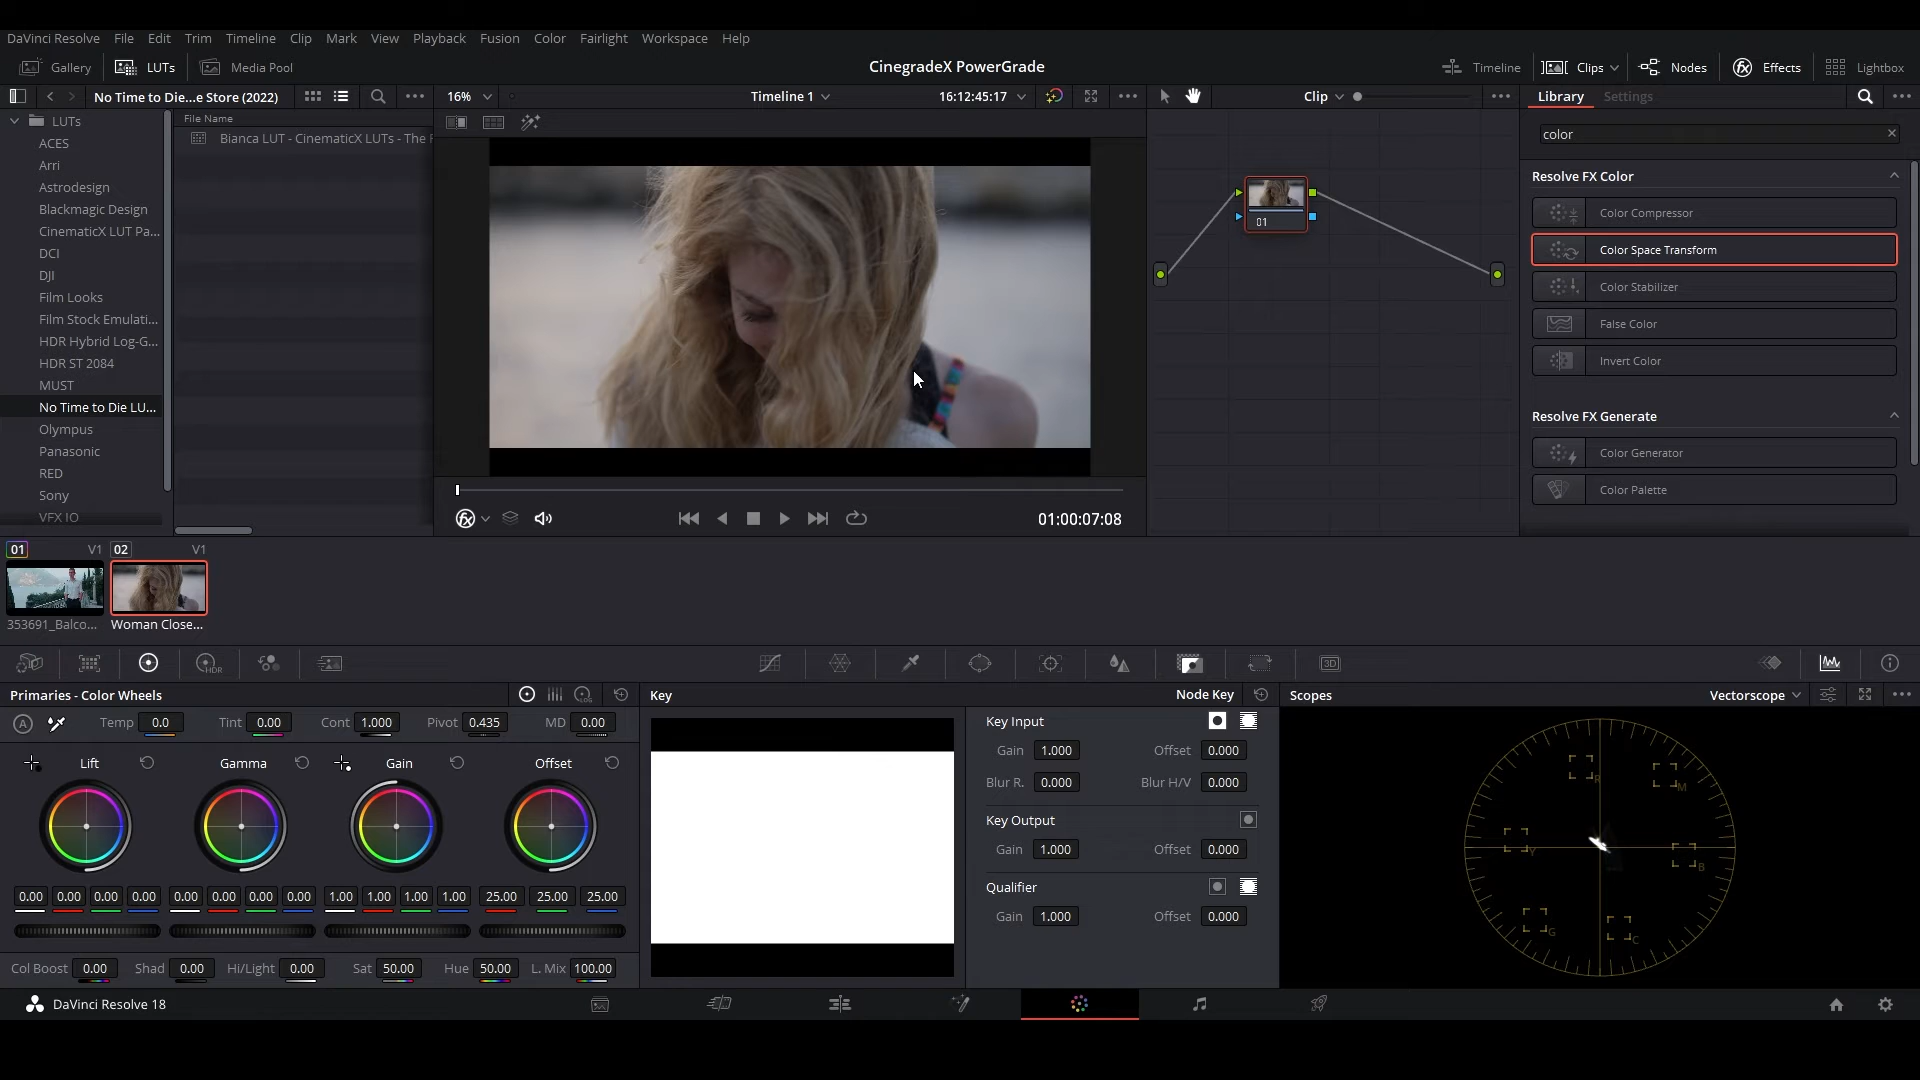 DaVinci Resolve File Edit Trim Timeline Clip Mark View Playback Fusion Color Fairlight Workspace Help
Gallery LUTs Media Pool CinegradeX PowerGrade Timeline Clips Nodes Effects Lightbox
No Time to Die...e Store (2022) 16% Timeline 1 16:12:45:17 Clip Library Settings
LUTs
ACES
Arri
Astrodesign
Blackmagic Design
CinematicX LUT Pa...
DCI
DJI
Film Looks
Film Stock Emulati...
HDR Hybrid Log-G...
HDR ST 2084
MUST
No Time to Die LU...
Olympus
Panasonic
RED
Sony
VFX IO
File Name
Bianca LUT - CinematicX LUTs - The F
01:00:07:08
01
color
Resolve FX Color
Color Compressor
Color Space Transform
Color Stabilizer
False Color
Invert Color
Resolve FX Generate
Color Generator
Color Palette
01 V1 02 V1
353691_Balco... Woman Close...
HDR 3D
Primaries - Color Wheels
A Temp 0.0 Tint 0.00 Cont 1.000 Pivot 0.435 MD 0.00
Lift Gamma Gain Offset
0.00 0.00 0.00 0.00 0.00 0.00 0.00 0.00 1.00 1.00 1.00 1.00 25.00 25.00 25.00
Col Boost 0.00 Shad 0.00 Hi/Light 0.00 Sat 50.00 Hue 50.00 L. Mix 100.00
Key Node Key
Key Input
Gain 1.000 Offset 0.000
Blur R. 0.000 Blur H/V 0.000
Key Output
Gain 1.000 Offset 0.000
Qualifier
Gain 1.000 Offset 0.000
Scopes Vectorscope
R M
Y B
G C
DaVinci Resolve 18